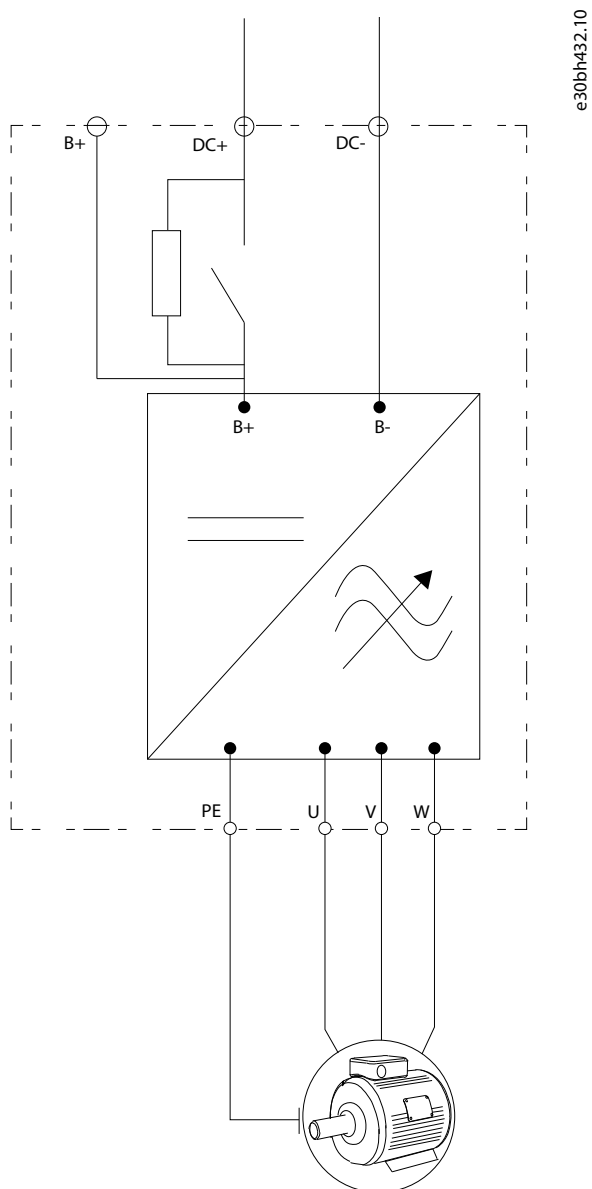 e30bh432.10
B+
DC+
DC-
B+
B-
PE
U
V
W